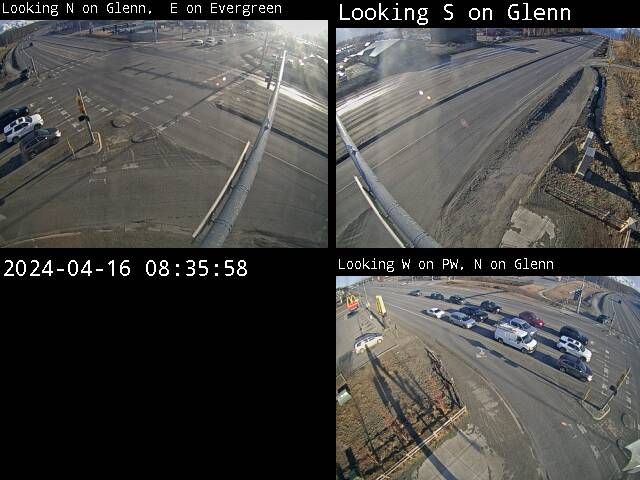 Looking N on Glenn,  E on Evergreen
Looking S on Glenn
2024-04-16 08:35:58
Looking W on PW, N on Glenn